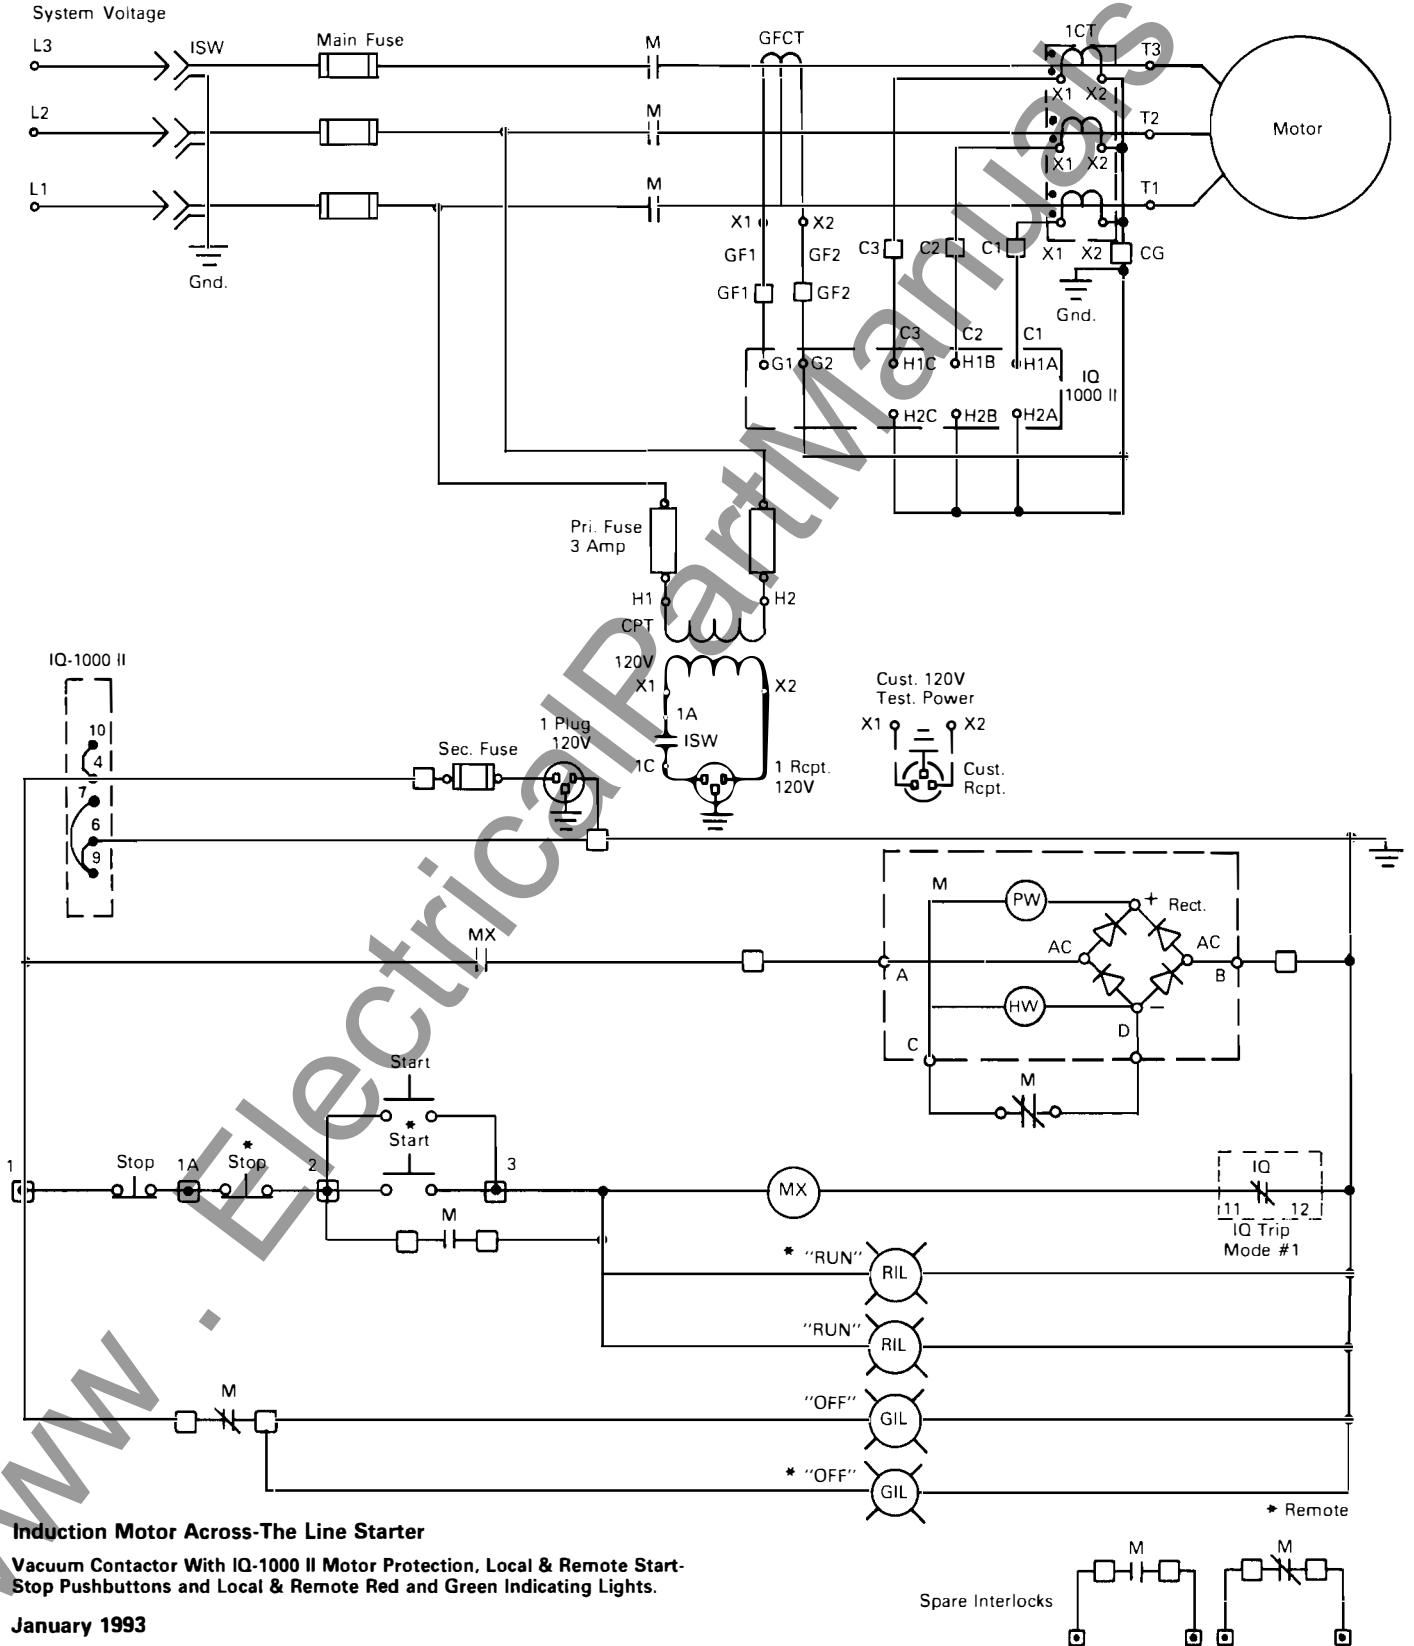 System Voltage
L3
ISW
Main Fuse
M
GFCT
1CT
T3
X1 X2
L2
M
T2
Motor
X1 X2
L1
M
T1
X1 X2
C3 C2 C1 X1 X2 CG
GF1 GF2
GF1 GF2
Gnd.
Gnd.
C3 C2 C1
G1 G2 H1C H1B H1A
IQ
1000 II
H2C H2B H2A
Pri. Fuse
3 Amp
H1 H2
CPT
IQ-1000 II
120V
X1 X2
Cust. 120V
Test. Power
X1 X2
1A
ISW
1C
1 Plug
120V
Sec. Fuse
1 Rcpt.
120V
Cust.
Rcpt.
10
4
7
6
9
M
PW
+ Rect.
MX
AC AC
A B
HW
−
D
C
M
Start
*
Start
1 Stop 1A * Stop 2 3
MX
IQ
11 12
IQ Trip
Mode #1
M
* "RUN"
RIL
"RUN"
RIL
M
"OFF"
GIL
* "OFF"
GIL
* Remote
Induction Motor Across-The Line Starter
Vacuum Contactor With IQ-1000 II Motor Protection, Local & Remote Start-
Stop Pushbuttons and Local & Remote Red and Green Indicating Lights.
M M
Spare Interlocks
January 1993
www . ElectricalPartManuals